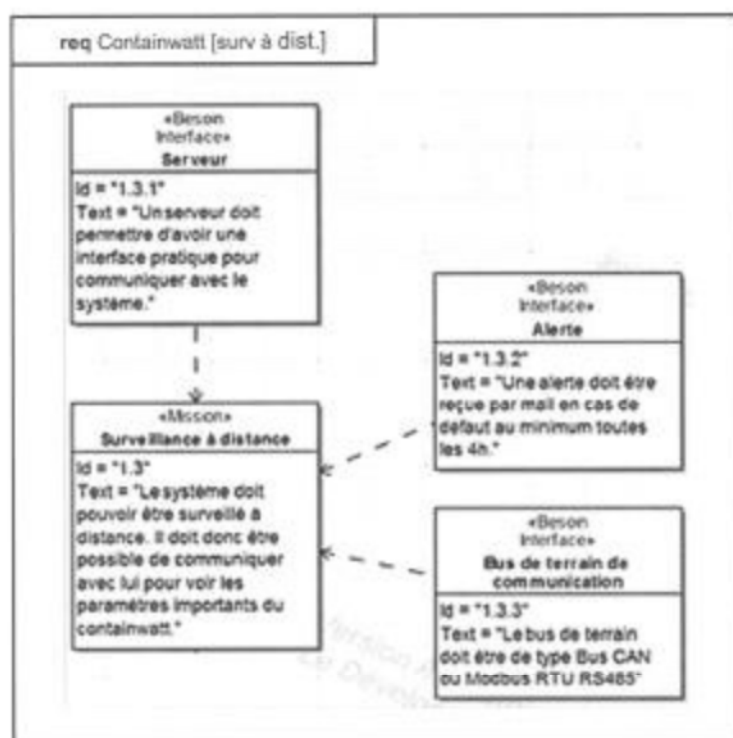 req Containwatt [surv à dist.]
«Beson
Interface»
Serveur
Id = "1.3.1"
Text = "Un serveur doit
permettre d'avoir une
interface pratique pour
communiquer avec le
système."
«Mission»
Surveillance à distance
Id = "1.3"
Text = "Le système doit
pouvoir être surveillé à
distance. Il doit donc être
possible de communiquer
avec lui pour voir les
paramètres importants du
containwatt."
«Beson
Interface»
Alerte
Id = "1.3.2"
Text = "Une alerte doit être
reçue par mail en cas de
défaut au minimum toutes
les 4h."
«Beson
Interface»
Bus de terrain de
communication
Id = "1.3.3"
Text = "Le bus de terrain
doit être de type Bus CAN
ou Modbus RTU RS485"